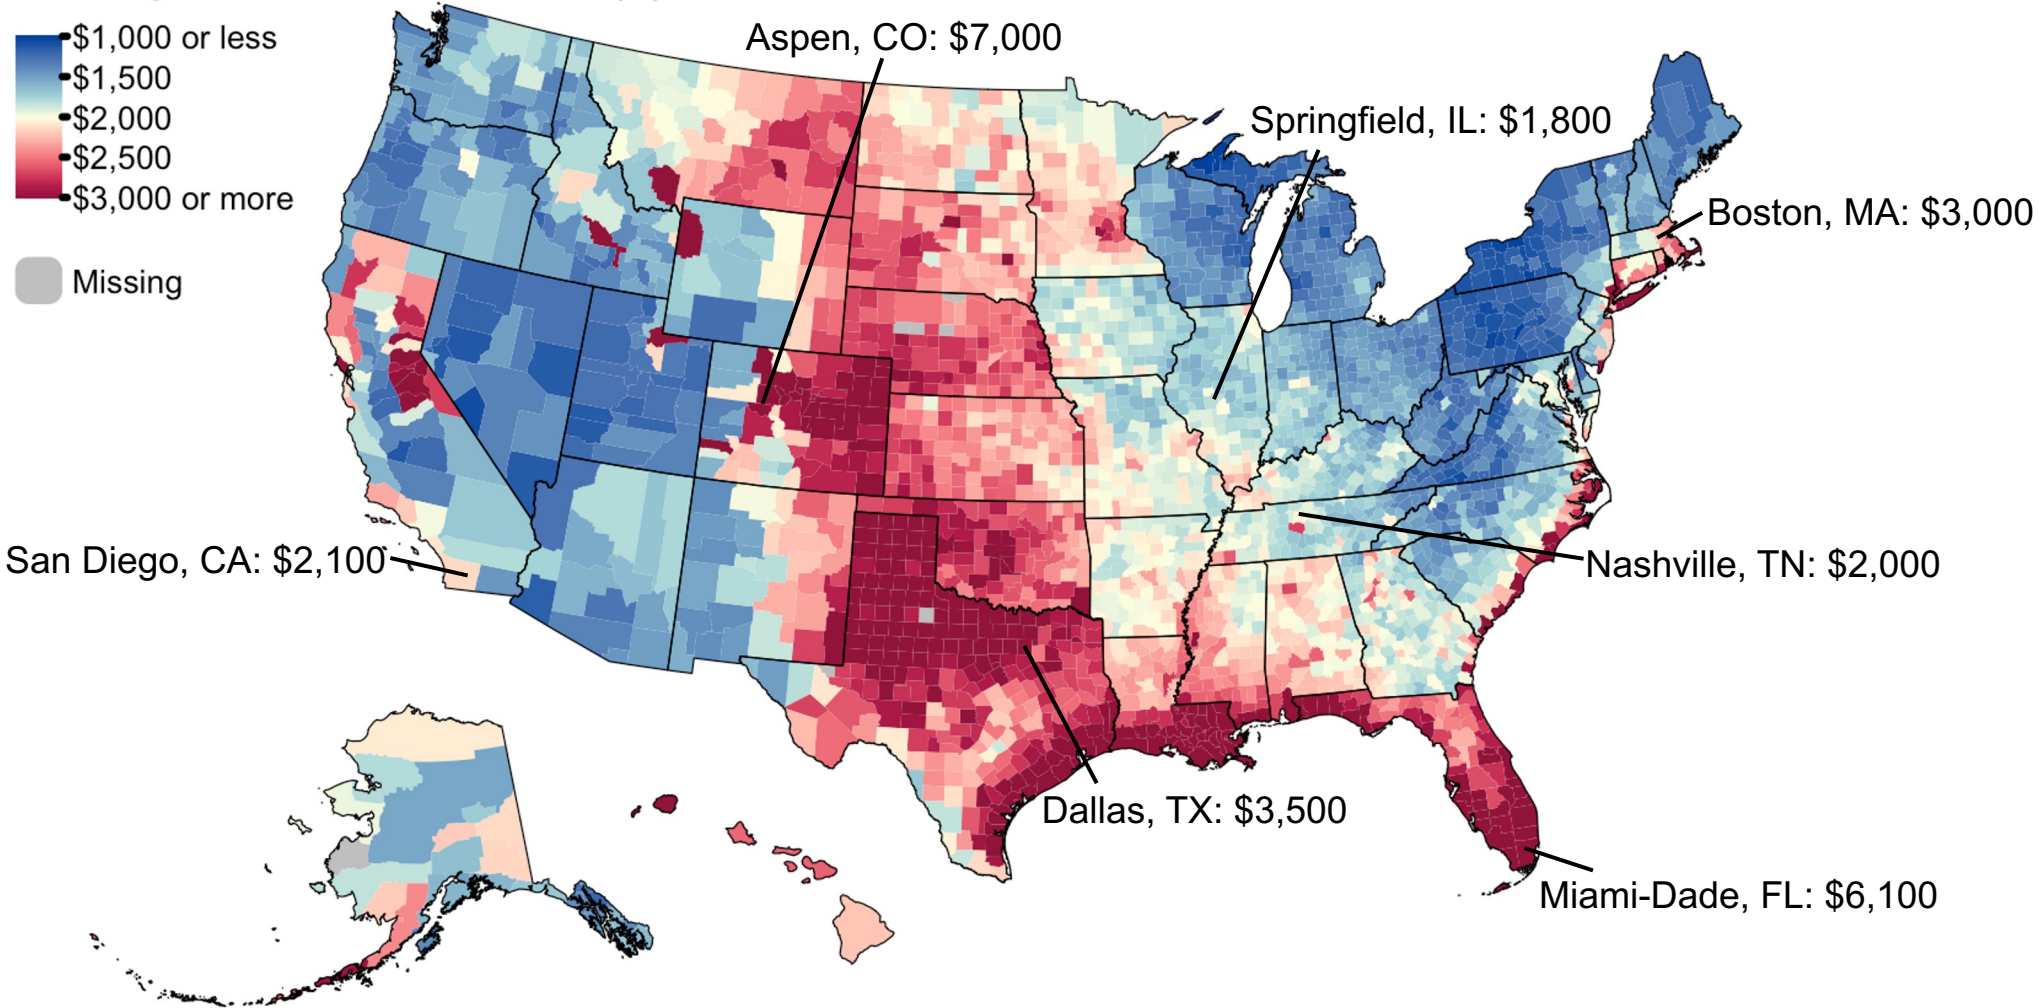 $1,000 or less
$1,500
$2,000
$2,500
$3,000 or more
Missing
Aspen, CO: $7,000
Springfield, IL: $1,800
Boston, MA: $3,000
San Diego, CA: $2,100
Nashville, TN: $2,000
Dallas, TX: $3,500
Miami-Dade, FL: $6,100